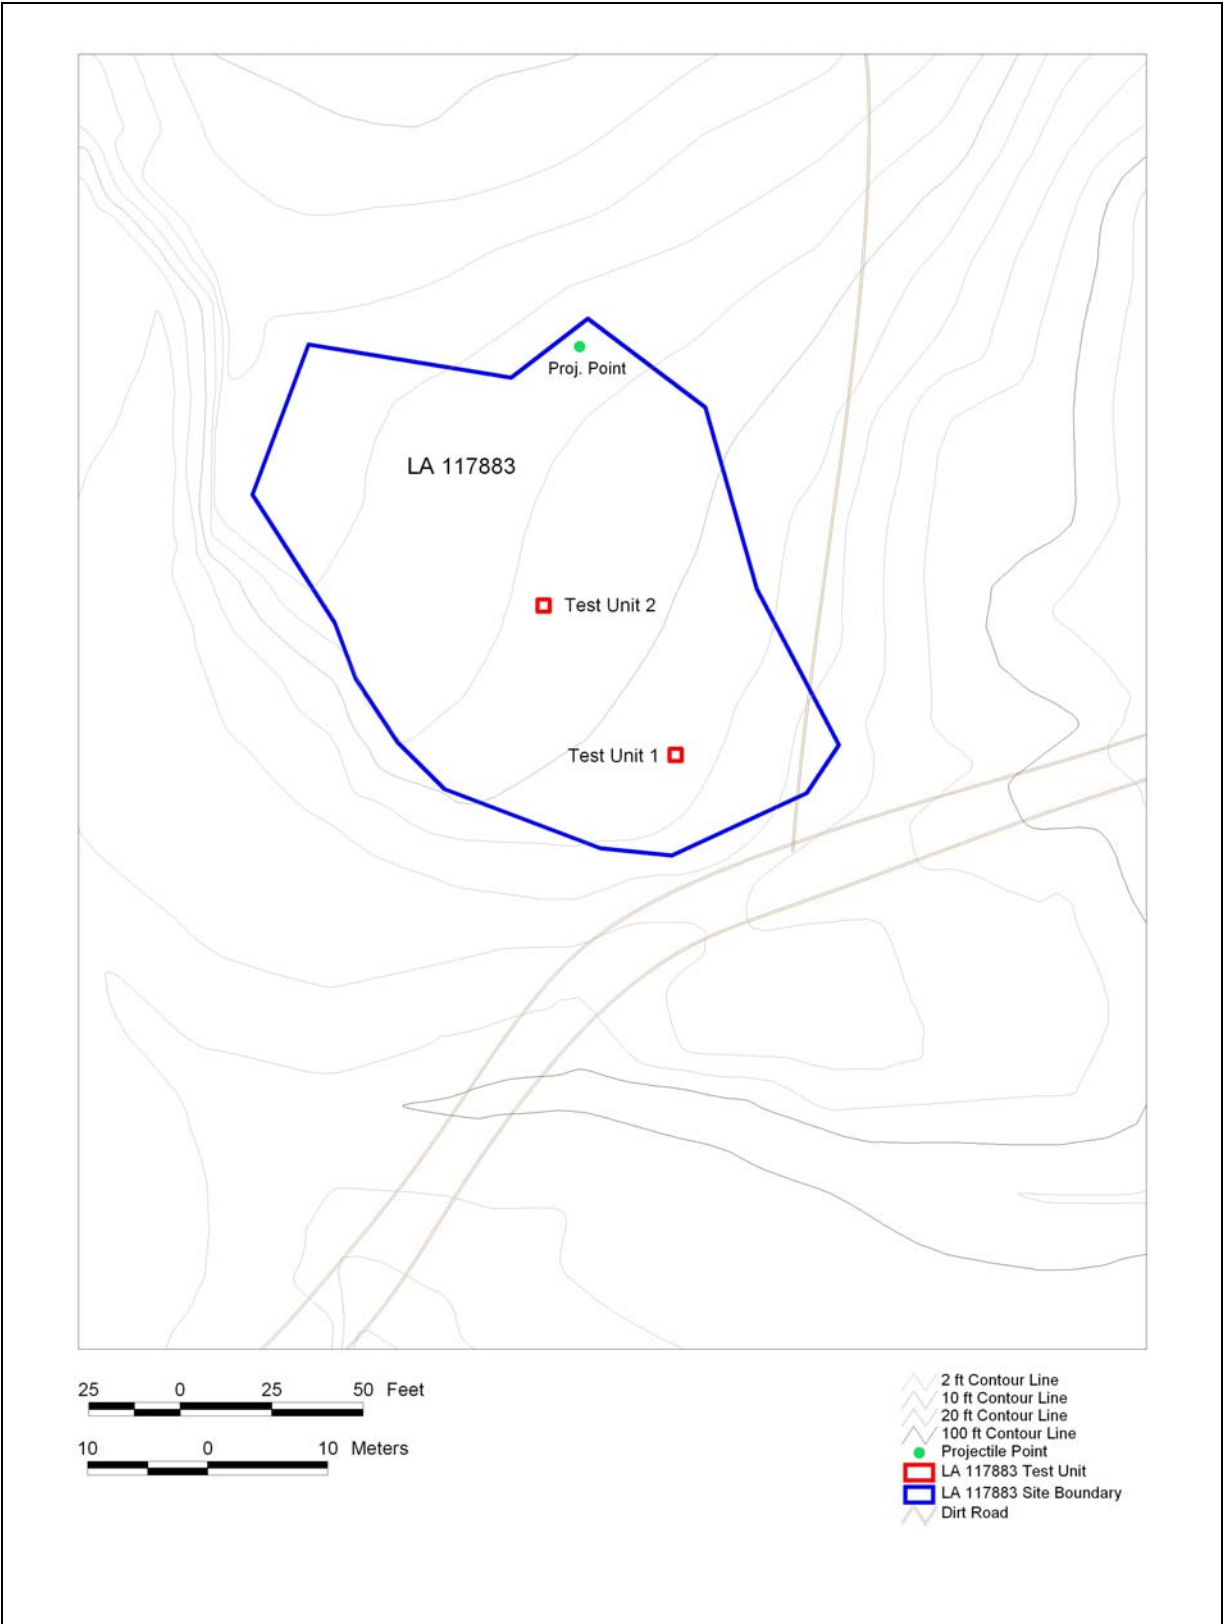 Proj. Point
LA 117883
Test Unit 2
Test Unit 1
25 0 25 50 Feet
10 0 10 Meters
2 ft Contour Line
10 ft Contour Line
20 ft Contour Line
100 ft Contour Line
Projectile Point
LA 117883 Test Unit
LA 117883 Site Boundary
Dirt Road